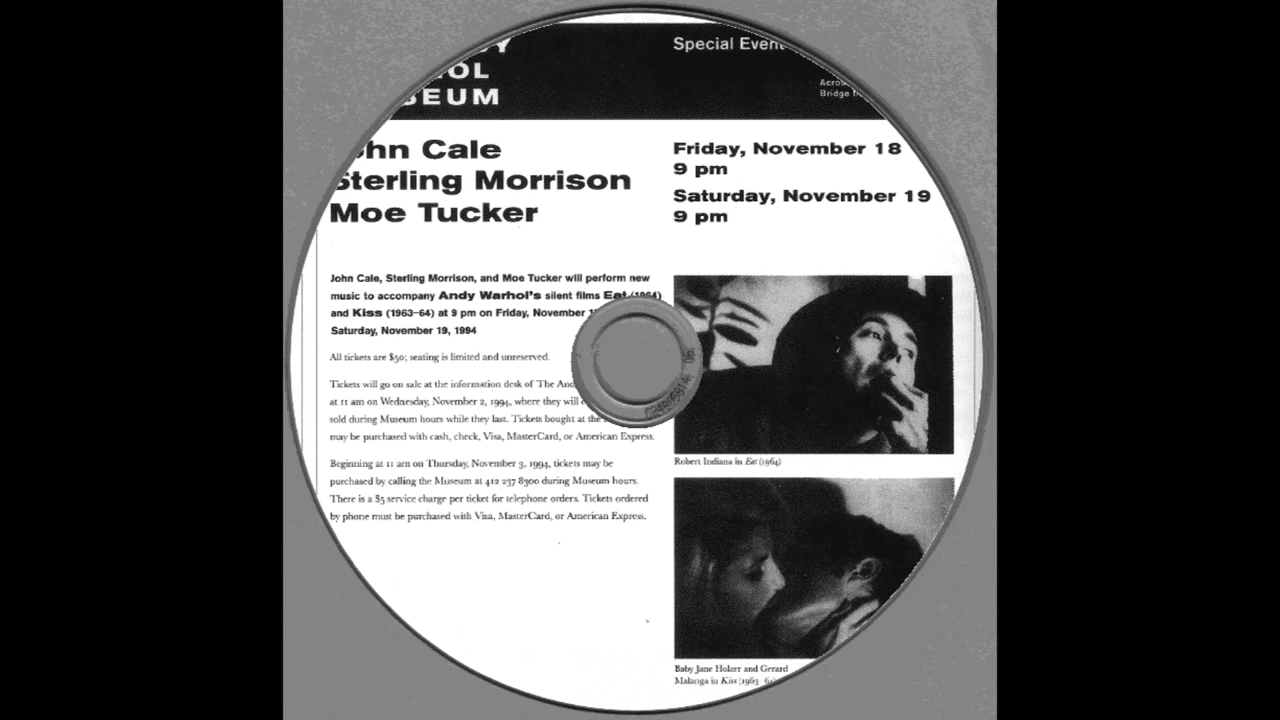 Special Event
John Cale
Sterling Morrison
Moe Tucker
Friday, November 18
9 pm
Saturday, November 19
9 pm
John Cale, Sterling Morrison, and Moe Tucker will perform new
music to accompany Andy Warhol's silent films Eat (1964)
and Kiss (1963–64) at 9 pm on Friday, November
Saturday, November 19, 1994
All tickets are $50; seating is limited and unreserved.
Tickets will go on sale at the information desk of The
at 11 am on Wednesday, November 2, 1994, where they will
sold during Museum hours while they last. Tickets bought at the
may be purchased with cash, check, Visa, MasterCard, or American Express.
Beginning at 11 am on Thursday, November 3, 1994, tickets may be
purchased by calling the Museum at 412 237 8300 during Museum hours.
There is a $5 service charge per ticket for telephone orders. Tickets ordered
by phone must be purchased with Visa, MasterCard, or American Express.
Robert Indiana in Eat (1964)
Baby Jane Holzer and Gerard
Malanga in Kiss (1963–64)